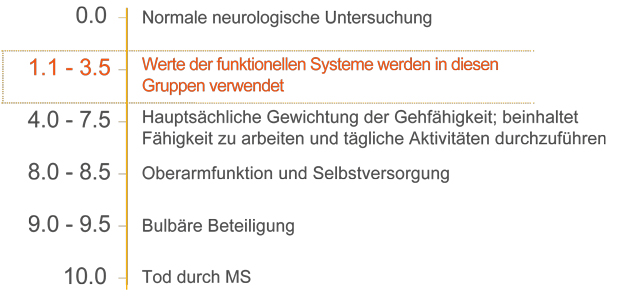 0.0 Normale neurologische Untersuchung
1.1 - 3.5 Werte der funktionellen Systeme werden in diesen
Gruppen verwendet
4.0 - 7.5 Hauptsächliche Gewichtung der Gehfähigkeit; beinhaltet
Fähigkeit zu arbeiten und tägliche Aktivitäten durchzuführen
8.0 - 8.5 Oberarmfunktion und Selbstversorgung
9.0 - 9.5 Bulbäre Beteiligung
10.0 Tod durch MS